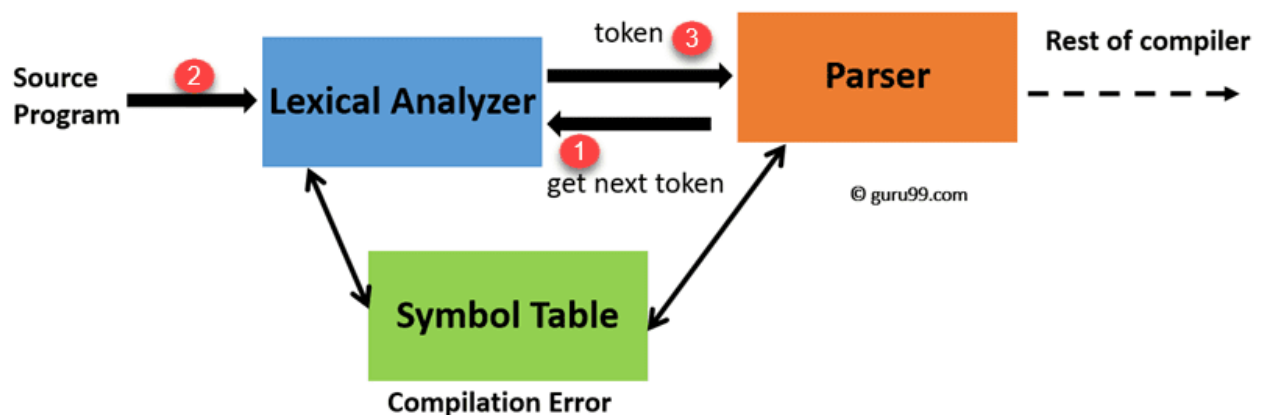 Source
Program
2
Lexical Analyzer
token 3
1
get next token
Parser
Rest of compiler
© guru99.com
Symbol Table
Compilation Error